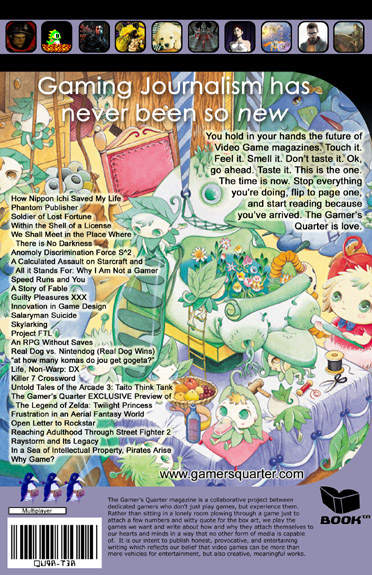 Gaming Journalism has
never been so new
You hold in your hands the future of
Video Game magazines. Touch it.
Feel it. Smell it. Don't taste it. Ok,
go ahead. Taste it. This is the one.
The time is now. Stop everything
you're doing, flip to page one,
and start reading because
you've arrived. The Gamer's
Quarter is love.
How Nippon Ichi Saved My Life
Phantom Publisher
Soldier of Lost Fortune
Within the Shell of a License
We Shall Meet in the Place Where
There is No Darkness
Anomoly Discrimination Force S^2
A Calculated Assault on Starcraft and
All it Stands For: Why I Am Not a Gamer
Speed Runs and You
A Story of Fable
Guilty Pleasures XXX
Innovation in Game Design
Salaryman Suicide
Skylarking
Project FTL
An RPG Without Saves
Real Dog vs. Nintendog (Real Dog Wins)
"at how many komas do jou get gogeta?"
Life, Non-Warp: DX
Killer 7 Crossword
Untold Tales of the Arcade 3: Taito Think Tank
The Gamer's Quarter EXCLUSIVE Preview of
The Legend of Zelda: Twilight Princess
Frustration in an Aerial Fantasy World
Open Letter to Rockstar
Reaching Adulthood Through Street Fighter 2
Raystorm and Its Legacy
In a Sea of Intellectual Property, Pirates Arise
Why Game?
www.gamersquarter.com
Multiplayer
The Gamer's Quarter magazine is a collaborative project between
dedicated gamers who don't just play games, but experience them.
Rather than sitting in a lonely room plowing through a game just to
attach a few numbers and witty quote for the box art, we play the
games we want and write about how and why they attach themselves to
our hearts and minds in a way that no other form of media is capable
of. It is our intent to publish honest, provocative, and entertaining
writing which reflects our belief that video games can be more than
mere vehicles for entertainment, but also creative, meaningful works.
BOOK
QU90-T30